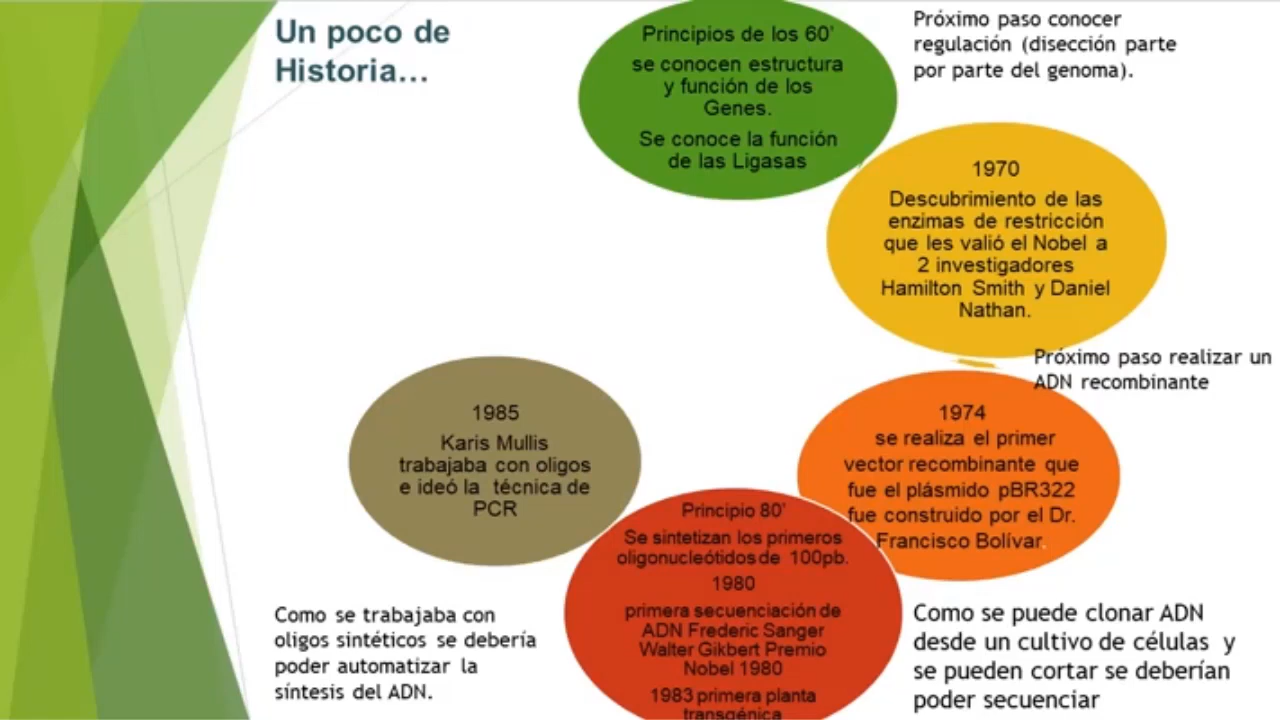 Un poco de
Historia...
Principios de los 60'
se conocen estructura
y función de los
Genes.
Se conoce la función
de las Ligasas
Próximo paso conocer
regulación (disección parte
por parte del genoma).
1970
Descubrimiento de las
enzimas de restricción
que les valió el Nobel a
2 investigadores
Hamilton Smith y Daniel
Nathan.
Próximo paso realizar un
ADN recombinante
1974
se realiza el primer
vector recombinante que
fue el plásmido pBR322
fue construido por el Dr.
Francisco Bolívar.
Como se puede clonar ADN
desde un cultivo de células y
se pueden cortar se deberían
poder secuenciar
Principio 80'
Se sintetizan los primeros
oligonucleótidos de 100pb.
1980
primera secuenciación de
ADN Frederic Sanger
Walter Gikbert Premio
Nobel 1980
1983 primera planta
transgénica
1985
Karis Mullis
trabajaba con oligos
e ideó la técnica de
PCR
Como se trabajaba con
oligos sintéticos se debería
poder automatizar la
síntesis del ADN.